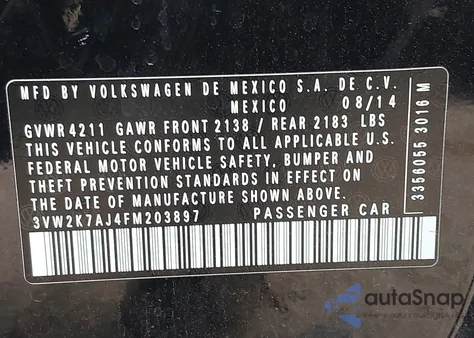 MFD BY VOLKSWAGEN DE MEXICO S.A. DE C.V.
MEXICO 08/14
GVWR 4211 GAWR FRONT 2138 / REAR 2183 LBS
THIS VEHICLE CONFORMS TO ALL APPLICABLE U.S.
FEDERAL MOTOR VEHICLE SAFETY, BUMPER AND
THEFT PREVENTION STANDARDS IN EFFECT ON
THE DATE OF MANUFACTURE SHOWN ABOVE.
3VW2K7AJ4FM203897 PASSENGER CAR
3356055 3016 M
autoSnap